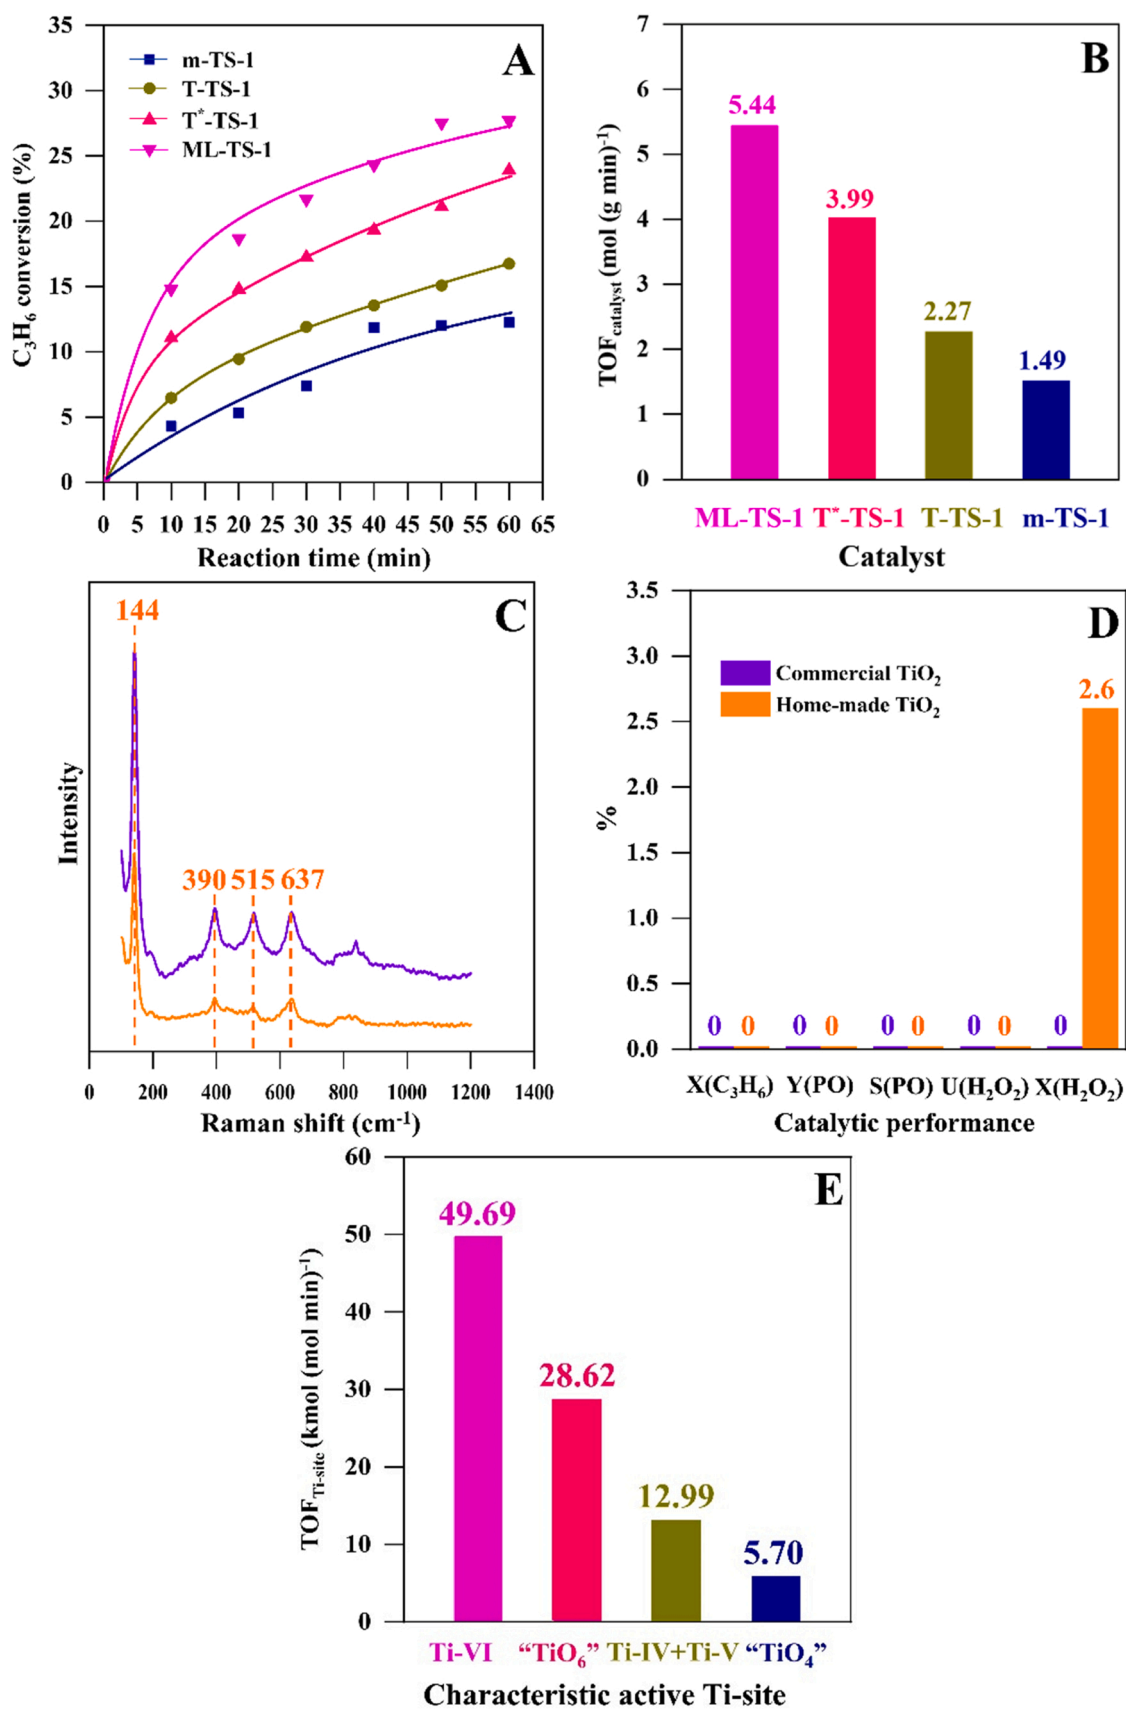 A
m-TS-1
T-TS-1
T*-TS-1
ML-TS-1
C₃H₆ conversion (%)
35
30
25
20
15
10
5
0
0 5 10 15 20 25 30 35 40 45 50 55 60 65
Reaction time (min)
B
TOFcatalyst (mol (g min)⁻¹
7
6
5
4
3
2
1
0
5.44
3.99
2.27
1.49
ML-TS-1 T*-TS-1 T-TS-1 m-TS-1
Catalyst
C
144
390 515 637
Intensity
0 200 400 600 800 1000 1200 1400
Raman shift (cm⁻¹)
D
Commercial TiO₂
Home-made TiO₂
%
3.5
3.0
2.5
2.0
1.5
1.0
0.5
0.0
2.6
0 0 0 0 0 0 0 0 0
X(C₃H₆) Y(PO) S(PO) U(H₂O₂) X(H₂O₂)
Catalytic performance
E
TOFTi-site (kmol (mol min)⁻¹
60
50
40
30
20
10
0
49.69
28.62
12.99
5.70
Ti-VI “TiO₆” Ti-IV+Ti-V “TiO₄”
Characteristic active Ti-site